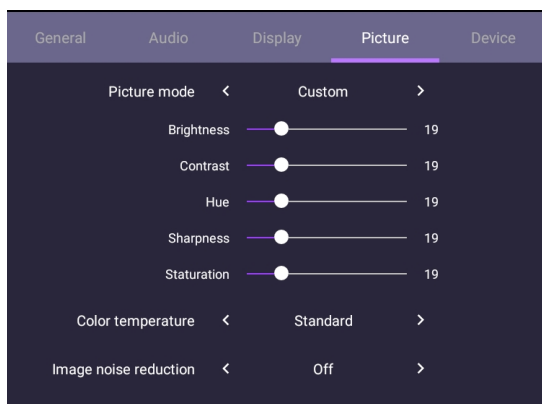 General Audio Display Picture Device
Picture mode < Custom >
Brightness 19
Contrast 19
Hue 19
Sharpness 19
Staturation 19
Color temperature < Standard >
Image noise reduction < Off >